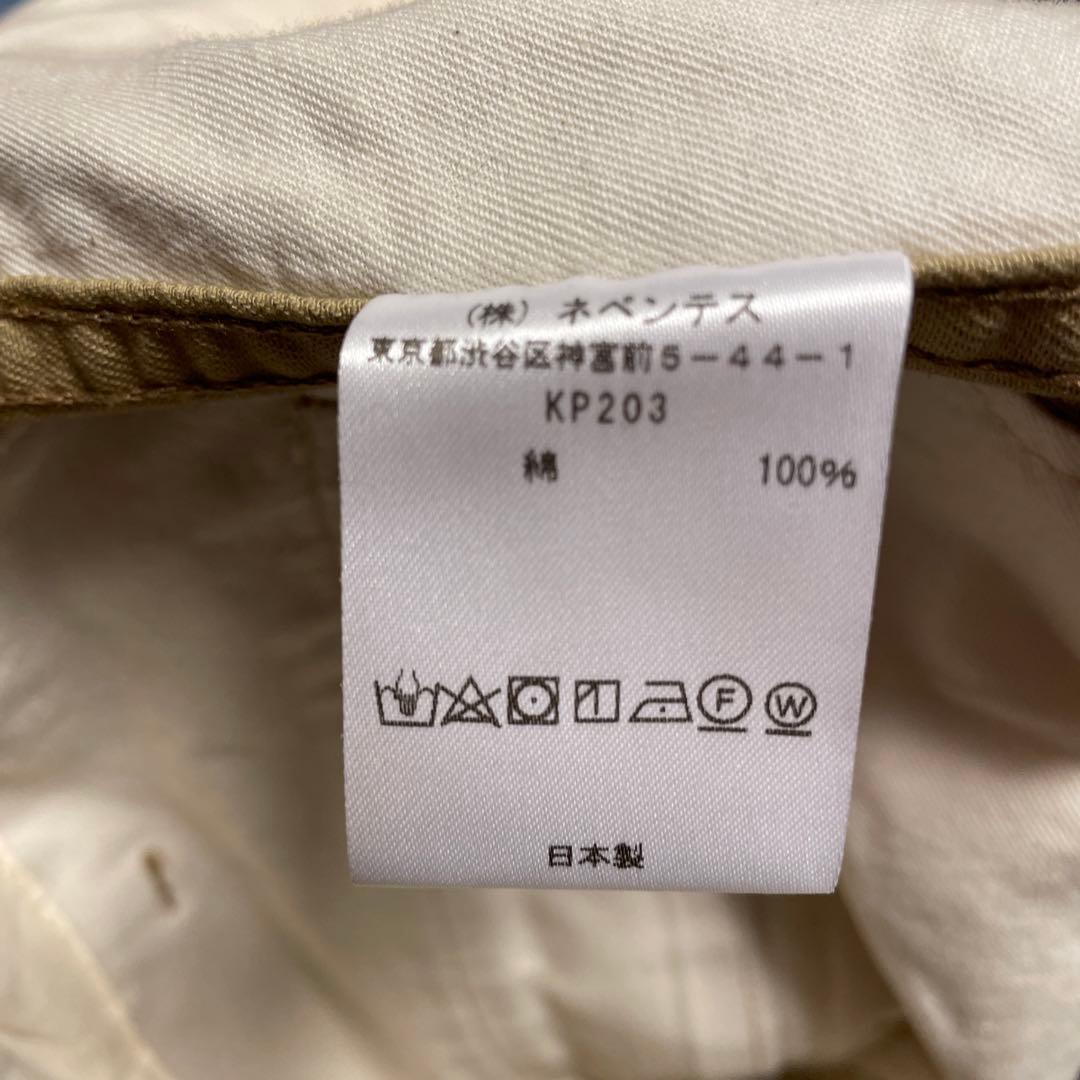 (株) ネペンテス
東京都渋谷区神宮前5-44-1
KP203
綿 100%
F W
日本製